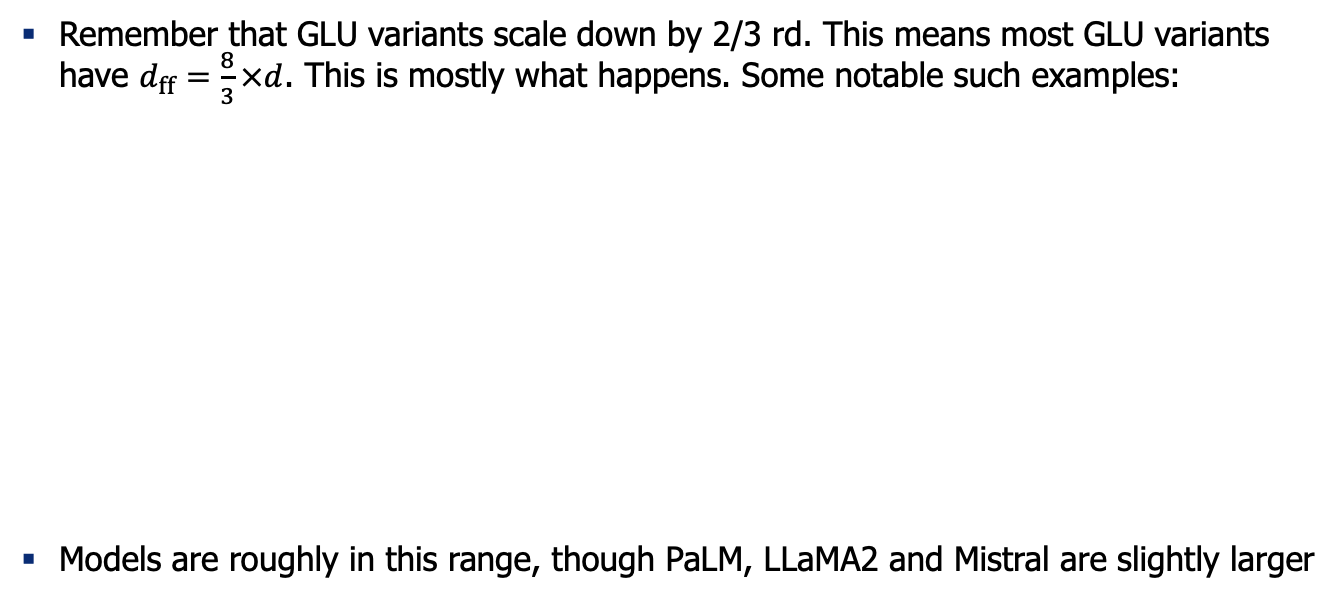 ▪ Remember that GLU variants scale down by 2/3 rd. This means most GLU variants
have d_ff = 8/3 ×d. This is mostly what happens. Some notable such examples:
▪ Models are roughly in this range, though PaLM, LLaMA2 and Mistral are slightly larger